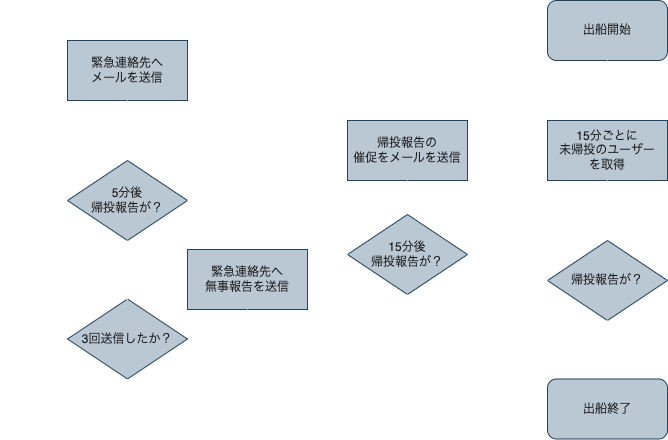 出船開始
緊急連絡先へ
メールを送信
帰投報告の
催促をメールを送信
15分ごとに
未帰投のユーザー
を取得
5分後
帰投報告が？
15分後
帰投報告が？
緊急連絡先へ
無事報告を送信
帰投報告が？
3回送信したか？
出船終了